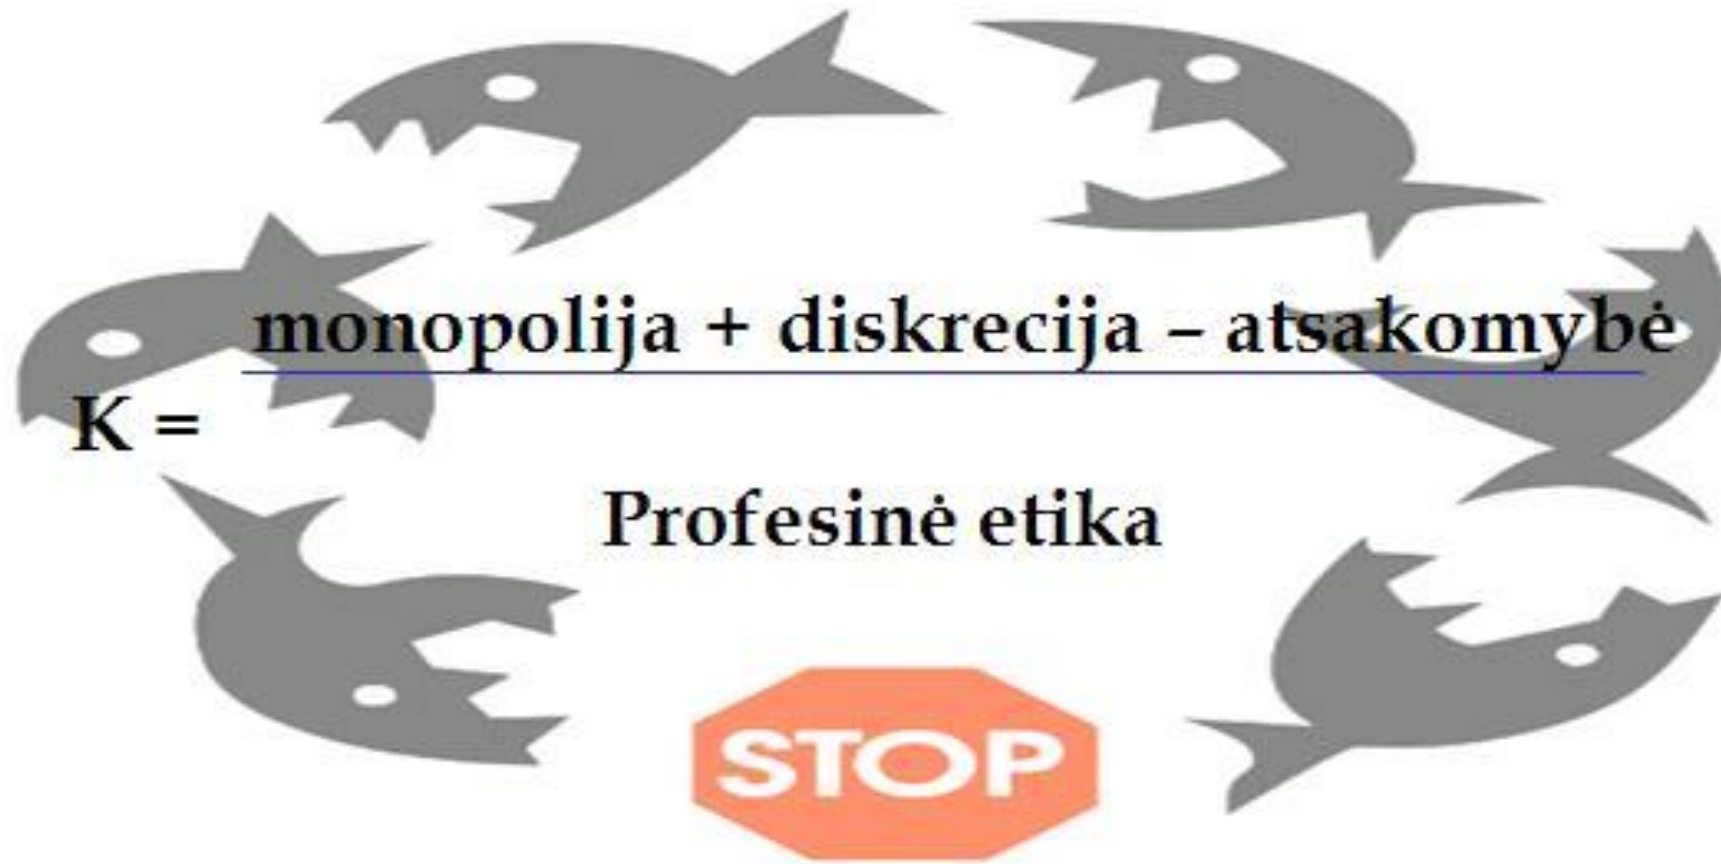 monopolija + diskrecija – atsakomybė
K =
Profesinė etika
STOP